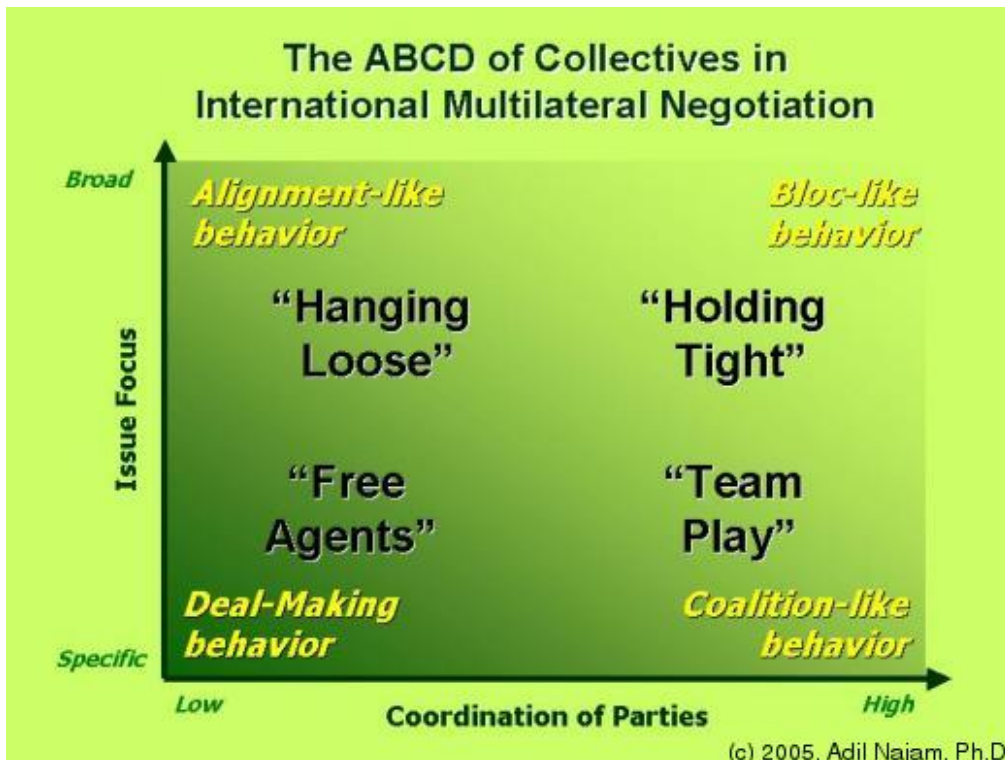 The ABCD of Collectives in
International Multilateral Negotiation
Broad
Alignment-like
behavior
Bloc-like
behavior
“Hanging
Loose”
“Holding
Tight”
Issue Focus
“Free
Agents”
“Team
Play”
Deal-Making
behavior
Coalition-like
behavior
Specific
Low
Coordination of Parties
High
(c) 2005, Adil Najam, Ph.D